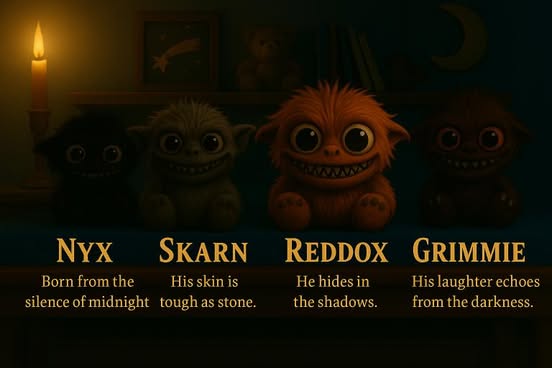 NYX
Born from the
silence of midnight
SKARN
His skin is
tough as stone.
REDDOX
He hides in
the shadows.
GRIMMIE
His laughter echoes
from the darkness.